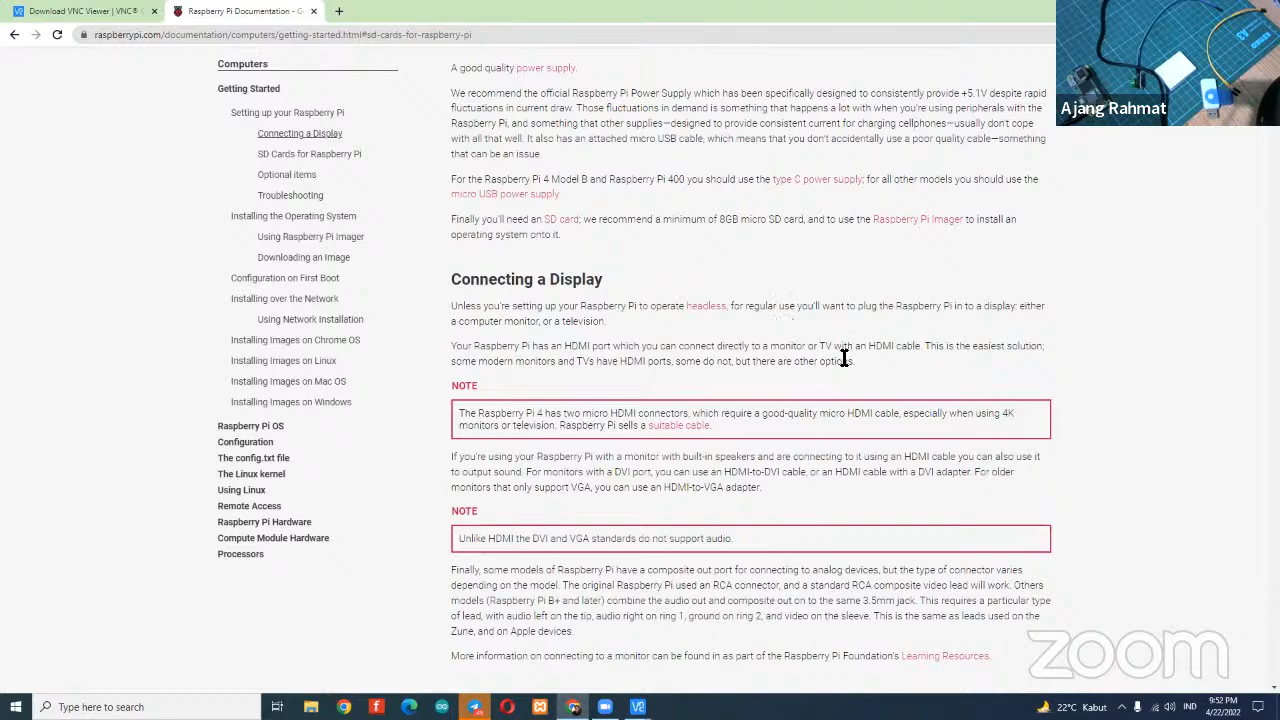 Download VNC Viewer | VNC®
Raspberry Pi Documentation - G
raspberrypi.com/documentation/computers/getting-started.html#sd-cards-for-raspberry-pi
A3
Ajang Rahmat
Computers
Getting Started
Setting up your Raspberry Pi
Connecting a Display
SD Cards for Raspberry Pi
Optional items
Troubleshooting
Installing the Operating System
Using Raspberry Pi Imager
Downloading an Image
Configuration on First Boot
Installing over the Network
Using Network Installation
Installing Images on Chrome OS
Installing Images on Linux
Installing Images on Mac OS
Installing Images on Windows
Raspberry Pi OS
Configuration
The config.txt file
The Linux kernel
Using Linux
Remote Access
Raspberry Pi Hardware
Compute Module Hardware
Processors
A good quality power supply.
We recommend the official Raspberry Pi Power Supply which has been specifically designed to consistently provide +5.1V despite rapid
fluctuations in current draw. Those fluctuations in demand is something that happens a lot with when you're using peripherals with the
Raspberry Pi and something that other supplies—designed to provide consistent current for charging cellphones—usually don't cope
with all that well. It also has an attached micro USB cable, which means that you don't accidentally use a poor quality cable—something
that can be an issue.
For the Raspberry Pi 4 Model B and Raspberry Pi 400 you should use the type C power supply; for all other models you should use the
micro USB power supply
Finally you'll need an SD card; we recommend a minimum of 8GB micro SD card, and to use the Raspberry Pi Imager to install an
operating system onto it.
Connecting a Display
Unless you're setting up your Raspberry Pi to operate headless, for regular use you'll want to plug the Raspberry Pi in to a display: either
a computer monitor, or a television.
Your Raspberry Pi has an HDMI port which you can connect directly to a monitor or TV with an HDMI cable. This is the easiest solution;
some modern monitors and TVs have HDMI ports, some do not, but there are other options.
NOTE
The Raspberry Pi 4 has two micro HDMI connectors, which require a good-quality micro HDMI cable, especially when using 4K
monitors or television. Raspberry Pi sells a suitable cable.
If you're using your Raspberry Pi with a monitor with built-in speakers and are connecting to it using an HDMI cable you can also use it
to output sound. For monitors with a DVI port, you can use an HDMI-to-DVI cable, or an HDMI cable with a DVI adapter. For older
monitors that only support VGA, you can use an HDMI-to-VGA adapter.
NOTE
Unlike HDMI the DVI and VGA standards do not support audio.
Finally, some models of Raspberry Pi have a composite out port for connecting to analog devices, but the type of connector varies
depending on the model. The original Raspberry Pi used an RCA connector, and a standard RCA composite video lead will work. Others
models (Raspberry Pi B+ and later) combine the audio out and composite out on to the same 3.5mm jack. This requires a particular type
of lead, with audio left on the tip, audio right on ring 1, ground on ring 2, and video on the sleeve. This is the same as leads used on the
Zune, and on Apple devices.
More information on connecting to a monitor can be found in as part of the Raspberry Pi Foundation's Learning Resources.
zoom
Type here to search
22°C Kabut
IND
9:52 PM
4/22/2022